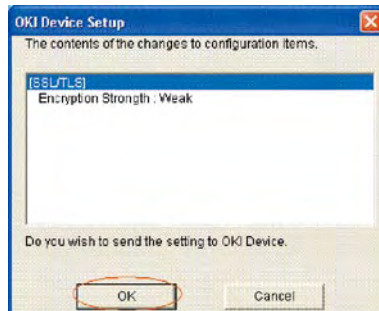 OKI Device Setup
The contents of the changes to configuration items.
[SSL/TLS]
Encryption Strength : Weak
Do you wish to send the setting to OKI Device.
OK Cancel